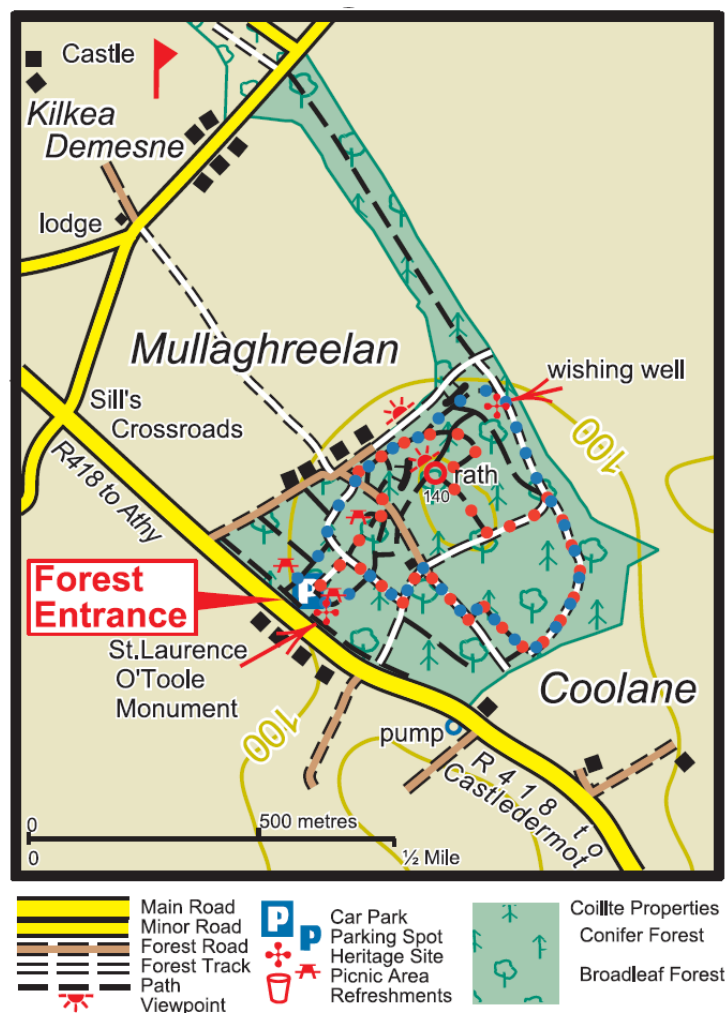 Castle
Kilkea
Demesne
lodge
Mullaghreelan
wishing well
Sill's
Crossroads
100
R418 to Athy
rath
140
Forest
Entrance
P
St.Laurence
O'Toole
Monument
Coolane
100
pump
R418 to
Castledermot
0
500 metres
0
½ Mile
Main Road
Minor Road
Forest Road
Forest Track
Path
Viewpoint
P
P
Car Park
Parking Spot
Heritage Site
Picnic Area
Refreshments
Coillte Properties
Conifer Forest
Broadleaf Forest